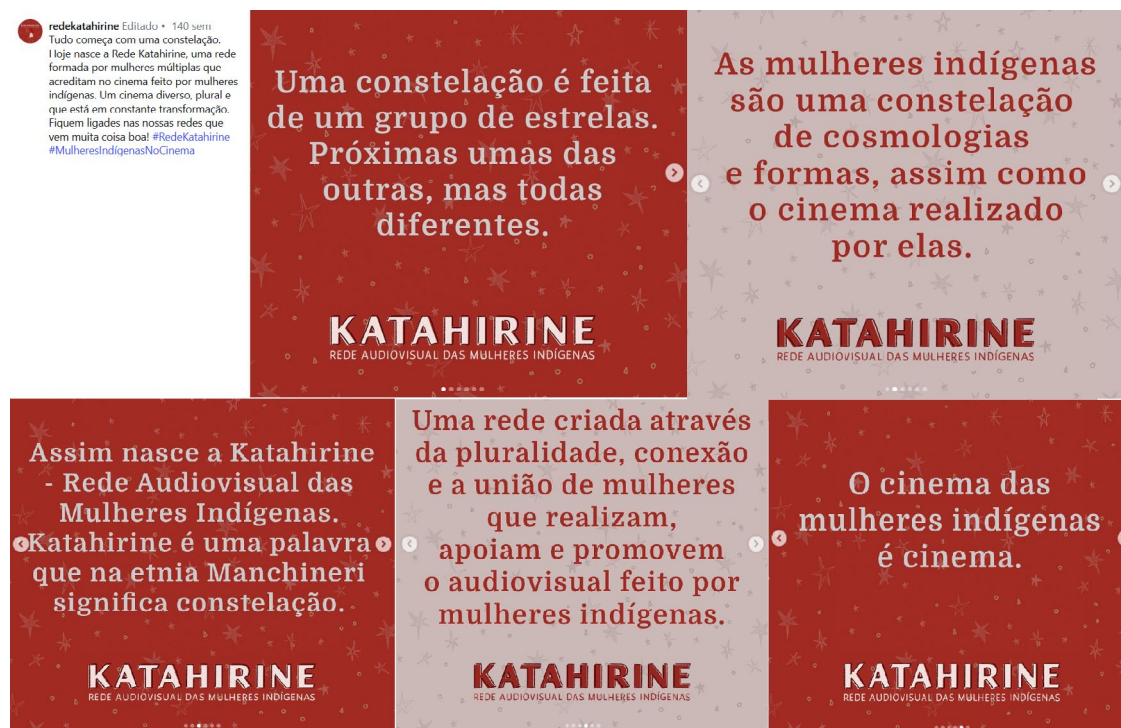 redekatahirine Editado • 140 sem
Tudo começa com uma constelação.
Hoje nasce a Rede Katahirine, uma rede
formada por mulheres múltiplas que
acreditam no cinema feito por mulheres
indígenas. Um cinema diverso, plural e
que está em constante transformação.
Fiquem ligades nas nossas redes que
vem muita coisa boa! #RedeKatahirine
#MulheresIndígenasNoCinema
Uma constelação é feita
de um grupo de estrelas.
Próximas umas das
outras, mas todas
diferentes.
KATAHIRINE
REDE AUDIOVISUAL DAS MULHERES INDÍGENAS
As mulheres indígenas
são uma constelação
de cosmologias
e formas, assim como
o cinema realizado
por elas.
KATAHIRINE
REDE AUDIOVISUAL DAS MULHERES INDÍGENAS
Assim nasce a Katahirine
- Rede Audiovisual das
Mulheres Indígenas.
Katahirine é uma palavra
que na etnia Manchineri
significa constelação.
KATAHIRINE
REDE AUDIOVISUAL DAS MULHERES INDÍGENAS
Uma rede criada através
da pluralidade, conexão
e a união de mulheres
que realizam,
apoiam e promovem
o audiovisual feito por
mulheres indígenas.
KATAHIRINE
REDE AUDIOVISUAL DAS MULHERES INDÍGENAS
O cinema das
mulheres indígenas
é cinema.
KATAHIRINE
REDE AUDIOVISUAL DAS MULHERES INDÍGENAS